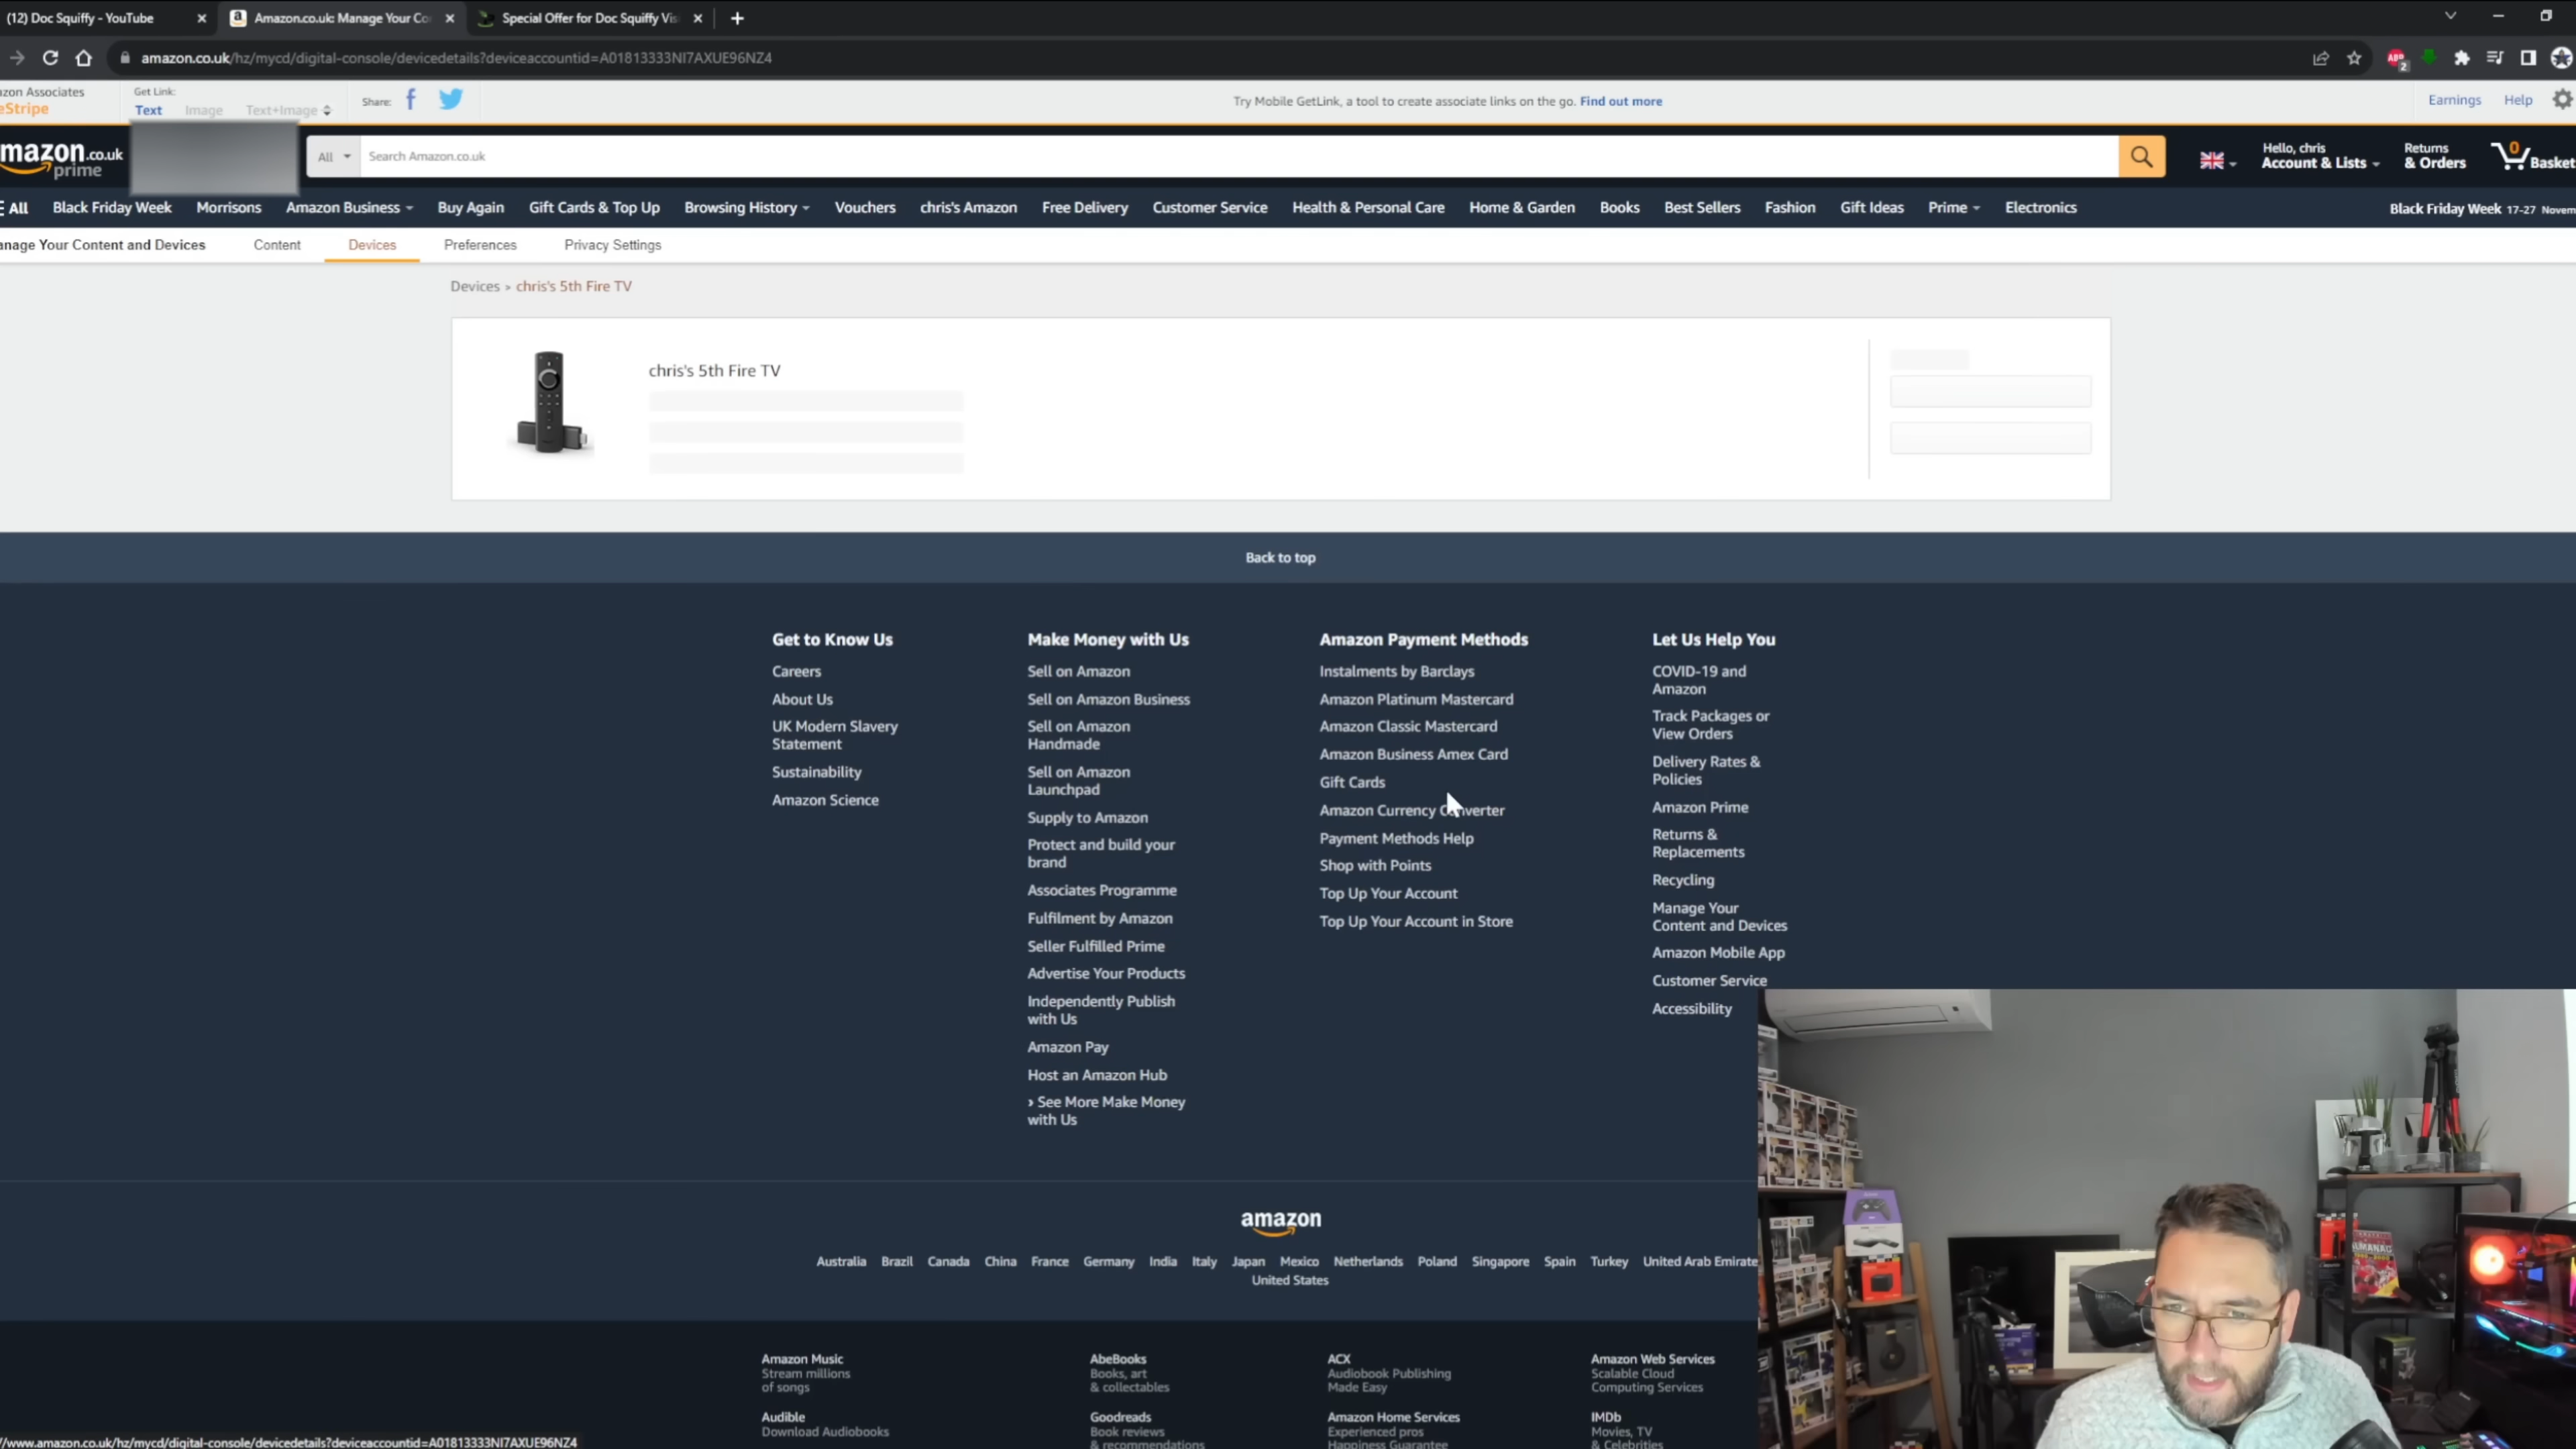 (12) Doc Squiffy - YouTube
Amazon.co.uk: Manage Your Co
Special Offer for Doc Squiffy Vis
amazon.co.uk/hz/mycd/digital-console/devicedetails?deviceaccountid=A01813333NI7AXUE96NZ4
ABP
2
zon Associates
eStripe
Get Link:
Text Image Text+Image
Share:
Try Mobile GetLink, a tool to create associate links on the go. Find out more
Earnings Help
mazon.co.uk
prime
All
Search Amazon.co.uk
Hello, chris
Account & Lists
Returns
& Orders
0
Basket
All Black Friday Week Morrisons Amazon Business Buy Again Gift Cards & Top Up Browsing History Vouchers chris's Amazon Free Delivery Customer Service Health & Personal Care Home & Garden Books Best Sellers Fashion Gift Ideas Prime Electronics
Black Friday Week 17-27 Novem
anage Your Content and Devices Content Devices Preferences Privacy Settings
Devices > chris's 5th Fire TV
chris's 5th Fire TV
Back to top
Get to Know Us
Careers
About Us
UK Modern Slavery
Statement
Sustainability
Amazon Science
Make Money with Us
Sell on Amazon
Sell on Amazon Business
Sell on Amazon
Handmade
Sell on Amazon
Launchpad
Supply to Amazon
Protect and build your
brand
Associates Programme
Fulfilment by Amazon
Seller Fulfilled Prime
Advertise Your Products
Independently Publish
with Us
Amazon Pay
Host an Amazon Hub
› See More Make Money
with Us
Amazon Payment Methods
Instalments by Barclays
Amazon Platinum Mastercard
Amazon Classic Mastercard
Amazon Business Amex Card
Gift Cards
Amazon Currency Converter
Payment Methods Help
Shop with Points
Top Up Your Account
Top Up Your Account in Store
Let Us Help You
COVID-19 and
Amazon
Track Packages or
View Orders
Delivery Rates &
Policies
Amazon Prime
Returns &
Replacements
Recycling
Manage Your
Content and Devices
Amazon Mobile App
Customer Service
Accessibility
amazon
Australia Brazil Canada China France Germany India Italy Japan Mexico Netherlands Poland Singapore Spain Turkey United Arab Emirate
United States
Amazon Music
Stream millions
of songs
AbeBooks
Books, art
& collectables
ACX
Audiobook Publishing
Made Easy
Amazon Web Services
Scalable Cloud
Computing Services
Audible
Download Audiobooks
Goodreads
Book reviews
& recommendations
Amazon Home Services
Experienced pros
Happiness Guarantee
IMDb
Movies, TV
& Celebrities
/www.amazon.co.uk/hz/mycd/digital-console/devicedetails?deviceaccountid=A01813333NI7AXUE96NZ4
ALMANAC